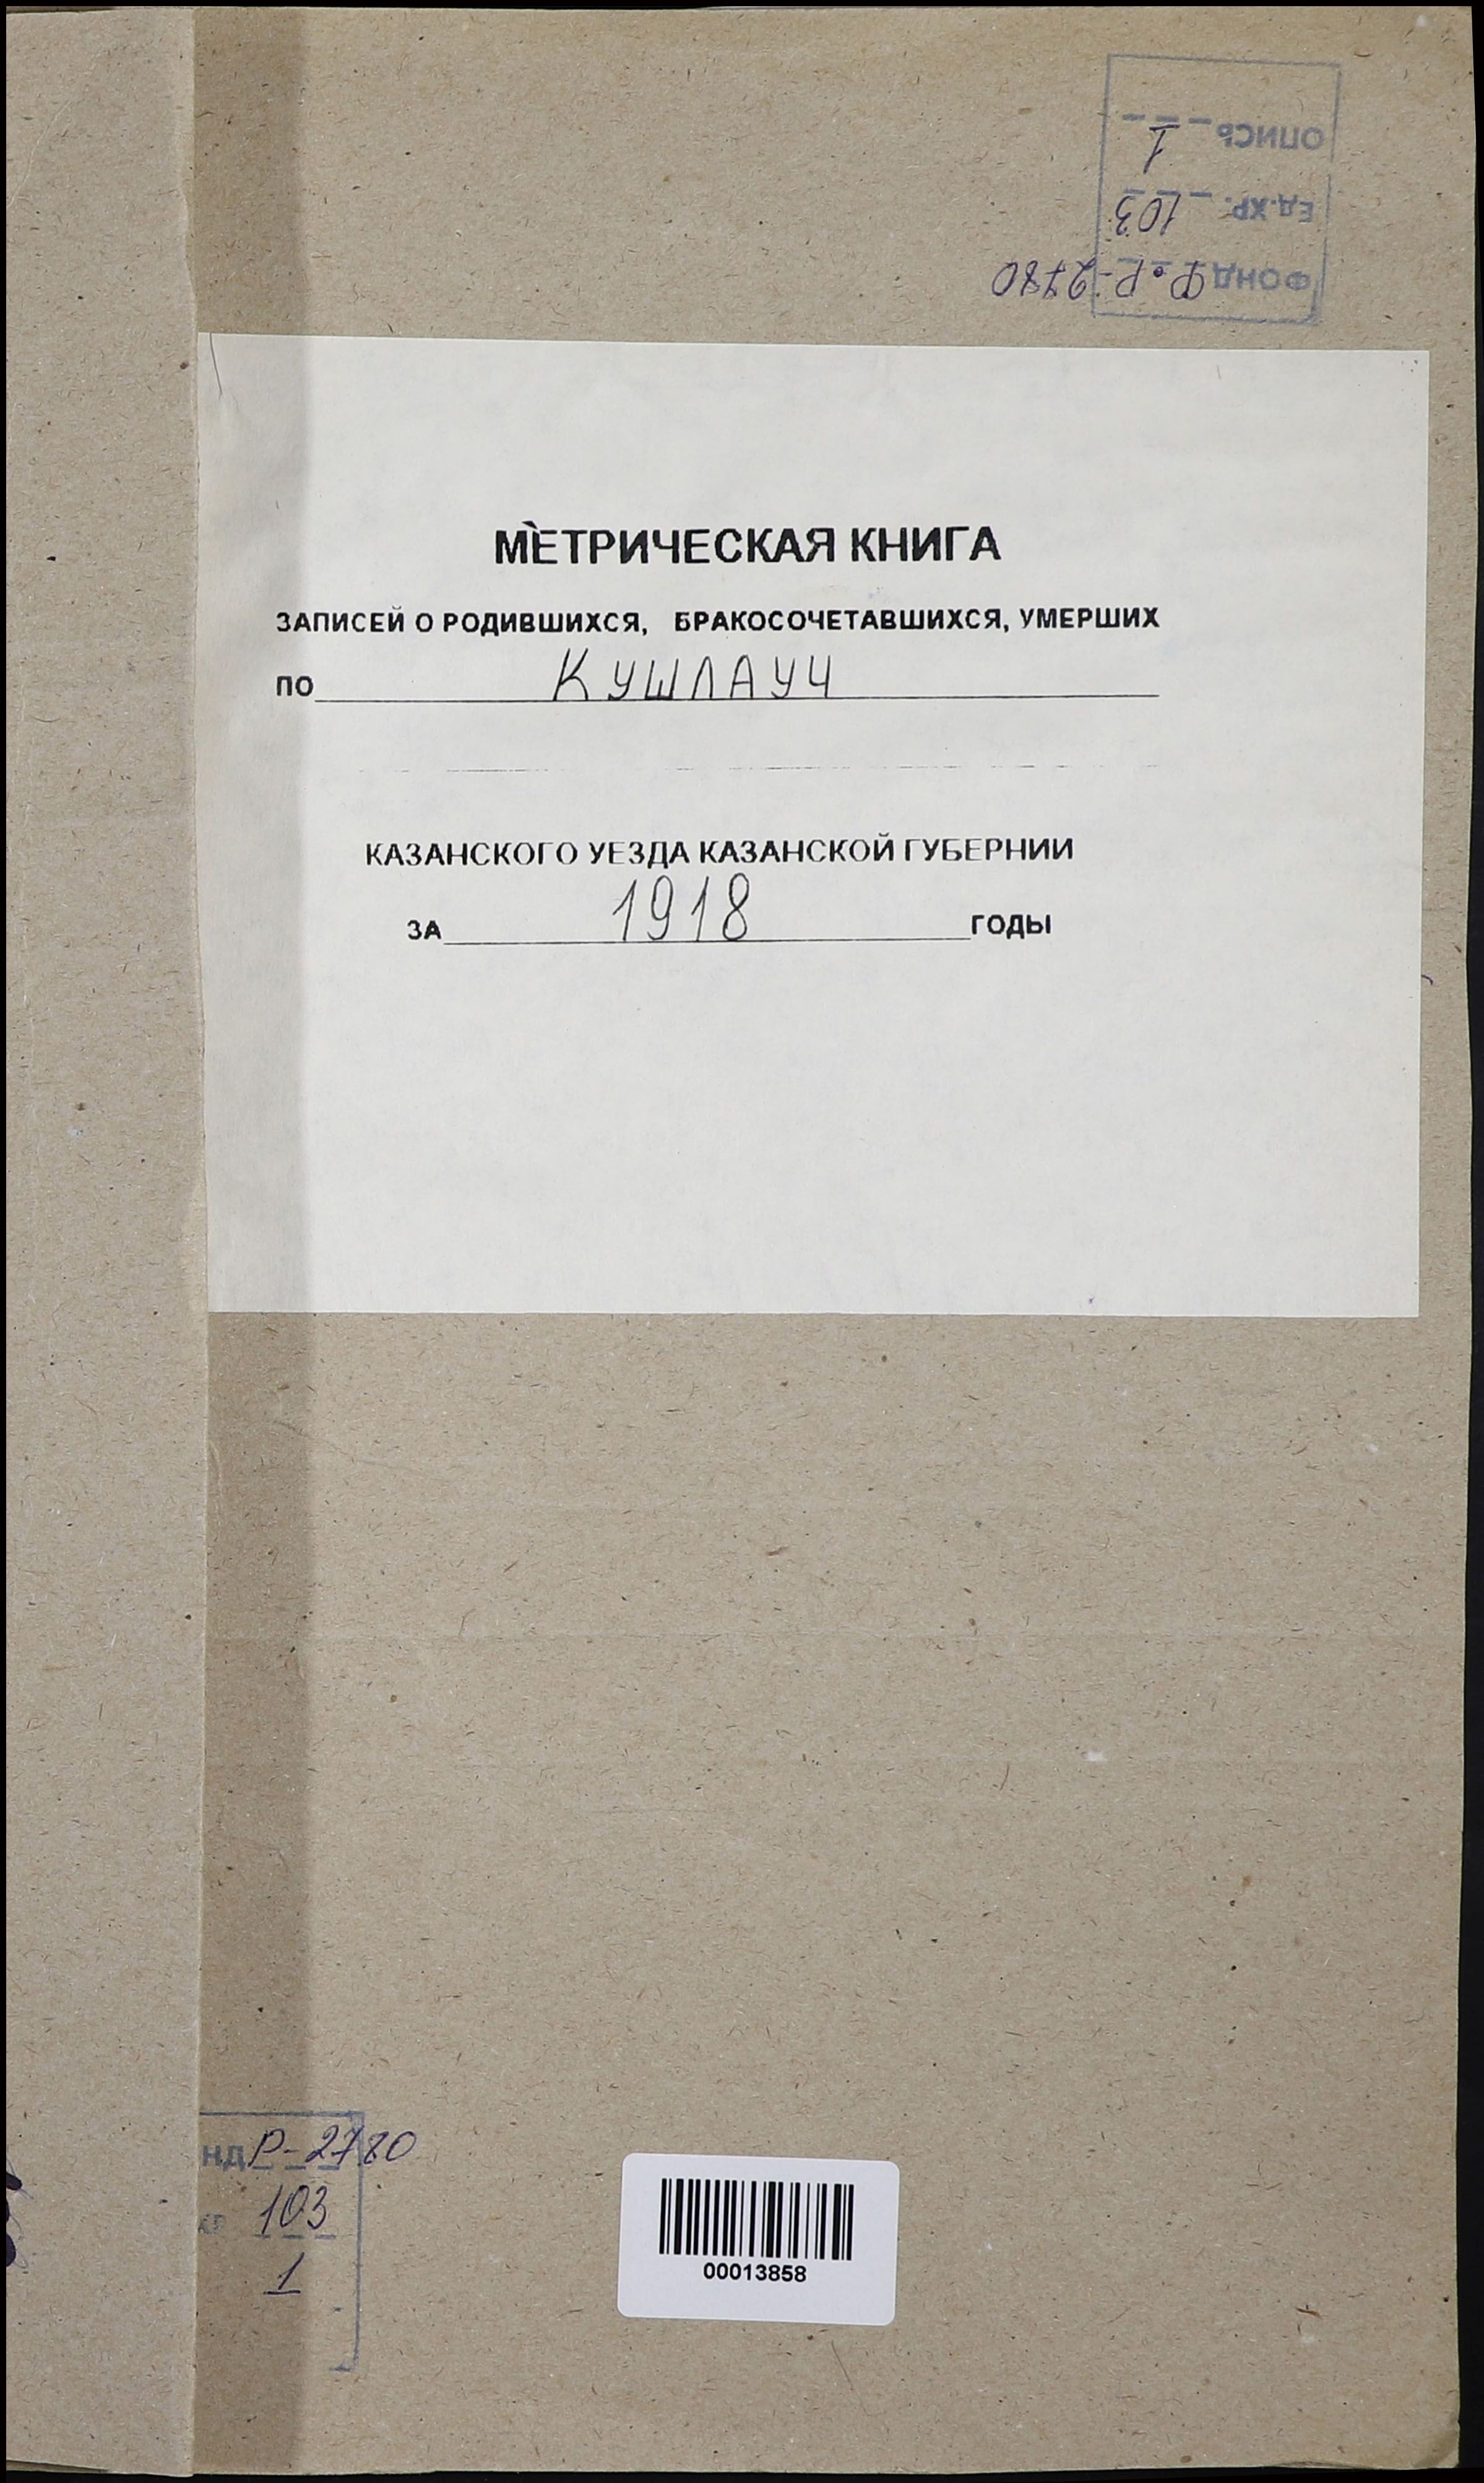 ФОНД Ф.Р-2780
ЕД.ХР. 103
ОПИСЬ 1
МЕТРИЧЕСКАЯ КНИГА
ЗАПИСЕЙ О РОДИВШИХСЯ, БРАКОСОЧЕТАВШИХСЯ, УМЕРШИХ
ПО КУШЛАУЧ
КАЗАНСКОГО УЕЗДА КАЗАНСКОЙ ГУБЕРНИИ
ЗА 1918 ГОДЫ
НД Р-2780
ХР 103
1
00013858